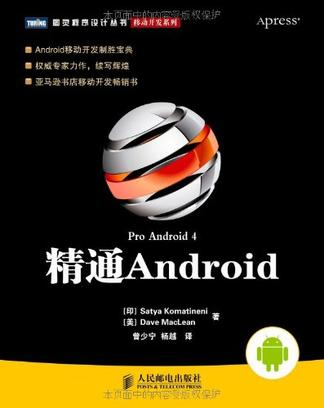 本页面中的内容受版权保护
TURING 图灵程序设计丛书 移动开发系列
Apress®
Android移动开发制胜宝典
权威专家力作，续写辉煌
亚马逊书店移动开发畅销书
Pro Android 4
精通Android
[印] Satya Komatineni
[美] Dave MacLean 著
曾少宁 杨越 译
人民邮电出版社
POSTS & TELECOM PRESS
本页面中的内容受版权保护